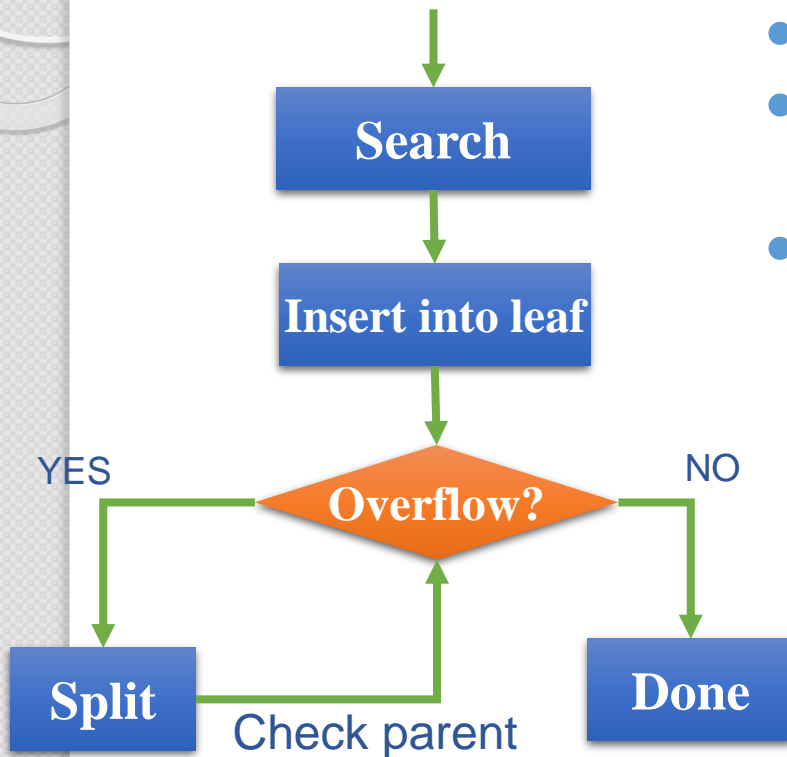 Search
Insert into leaf
YES
NO
Overflow?
Split
Done
Check parent